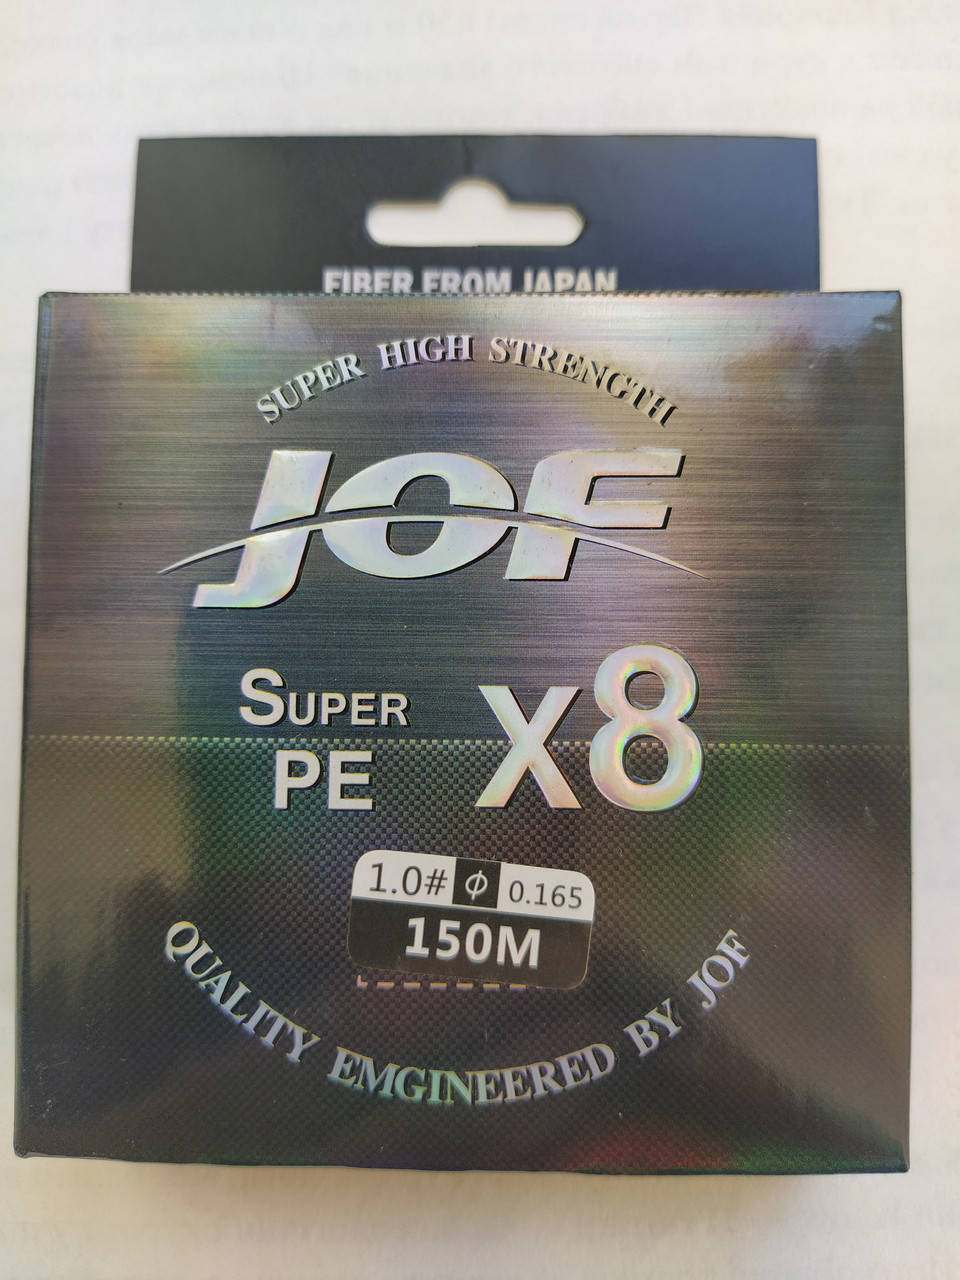 FIBER FROM JAPAN
SUPER HIGH STRENGTH
JOF
SUPER
PE
X8
1.0# ϕ 0.165
150M
QUALITY EMGINEERED BY JOF